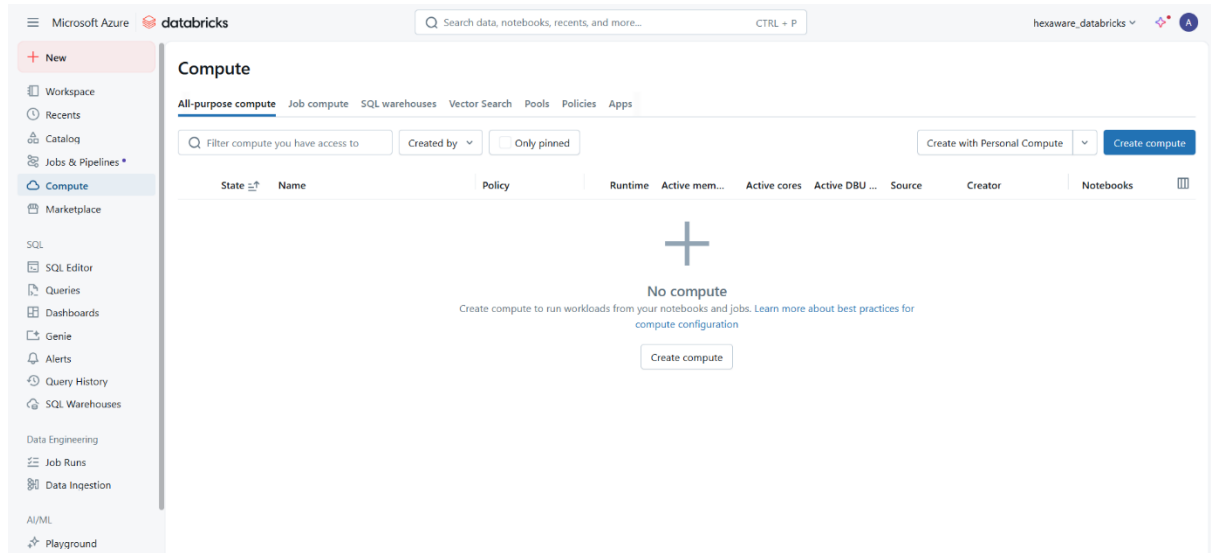 Microsoft Azure databricks Search data, notebooks, recents, and more... CTRL + P hexaware_databricks A
New
Workspace
Recents
Catalog
Jobs & Pipelines
Compute
Marketplace
SQL
SQL Editor
Queries
Dashboards
Genie
Alerts
Query History
SQL Warehouses
Data Engineering
Job Runs
Data Ingestion
AI/ML
Playground
Compute
All-purpose compute Job compute SQL warehouses Vector Search Pools Policies Apps
Filter compute you have access to Created by Only pinned Create with Personal Compute Create compute
State Name Policy Runtime Active mem... Active cores Active DBU ... Source Creator Notebooks
No compute
Create compute to run workloads from your notebooks and jobs. Learn more about best practices for
compute configuration
Create compute